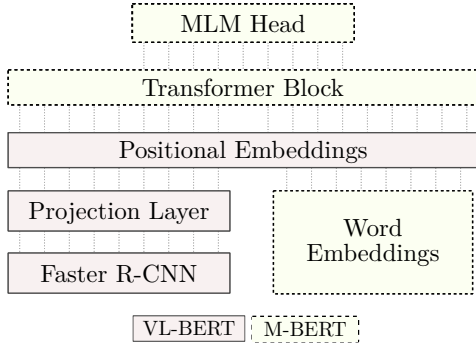 MLM Head
Transformer Block
Positional Embeddings
Projection Layer
Word
Embeddings
Faster R-CNN
VL-BERT
M-BERT